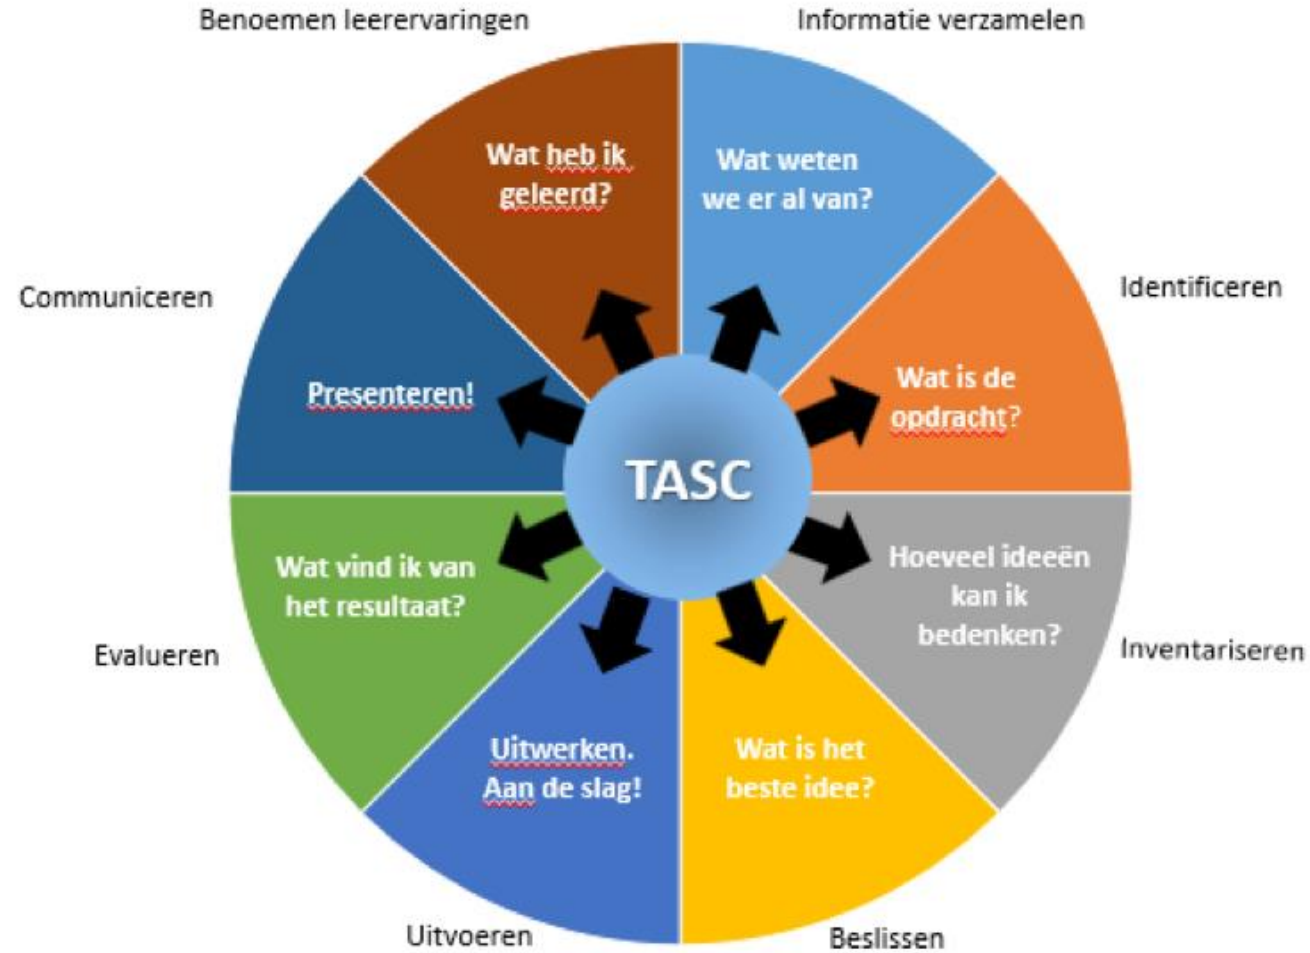 Benoemen leerervaringen
Informatie verzamelen
Wat heb ik
geleerd?
Wat weten
we er al van?
Communiceren
Identificeren
Presenteren!
Wat is de
opdracht?
TASC
Wat vind ik van
het resultaat?
Hoeveel ideeën
kan ik
bedenken?
Evalueren
Inventariseren
Uitwerken.
Aan de slag!
Wat is het
beste idee?
Uitvoeren
Beslissen